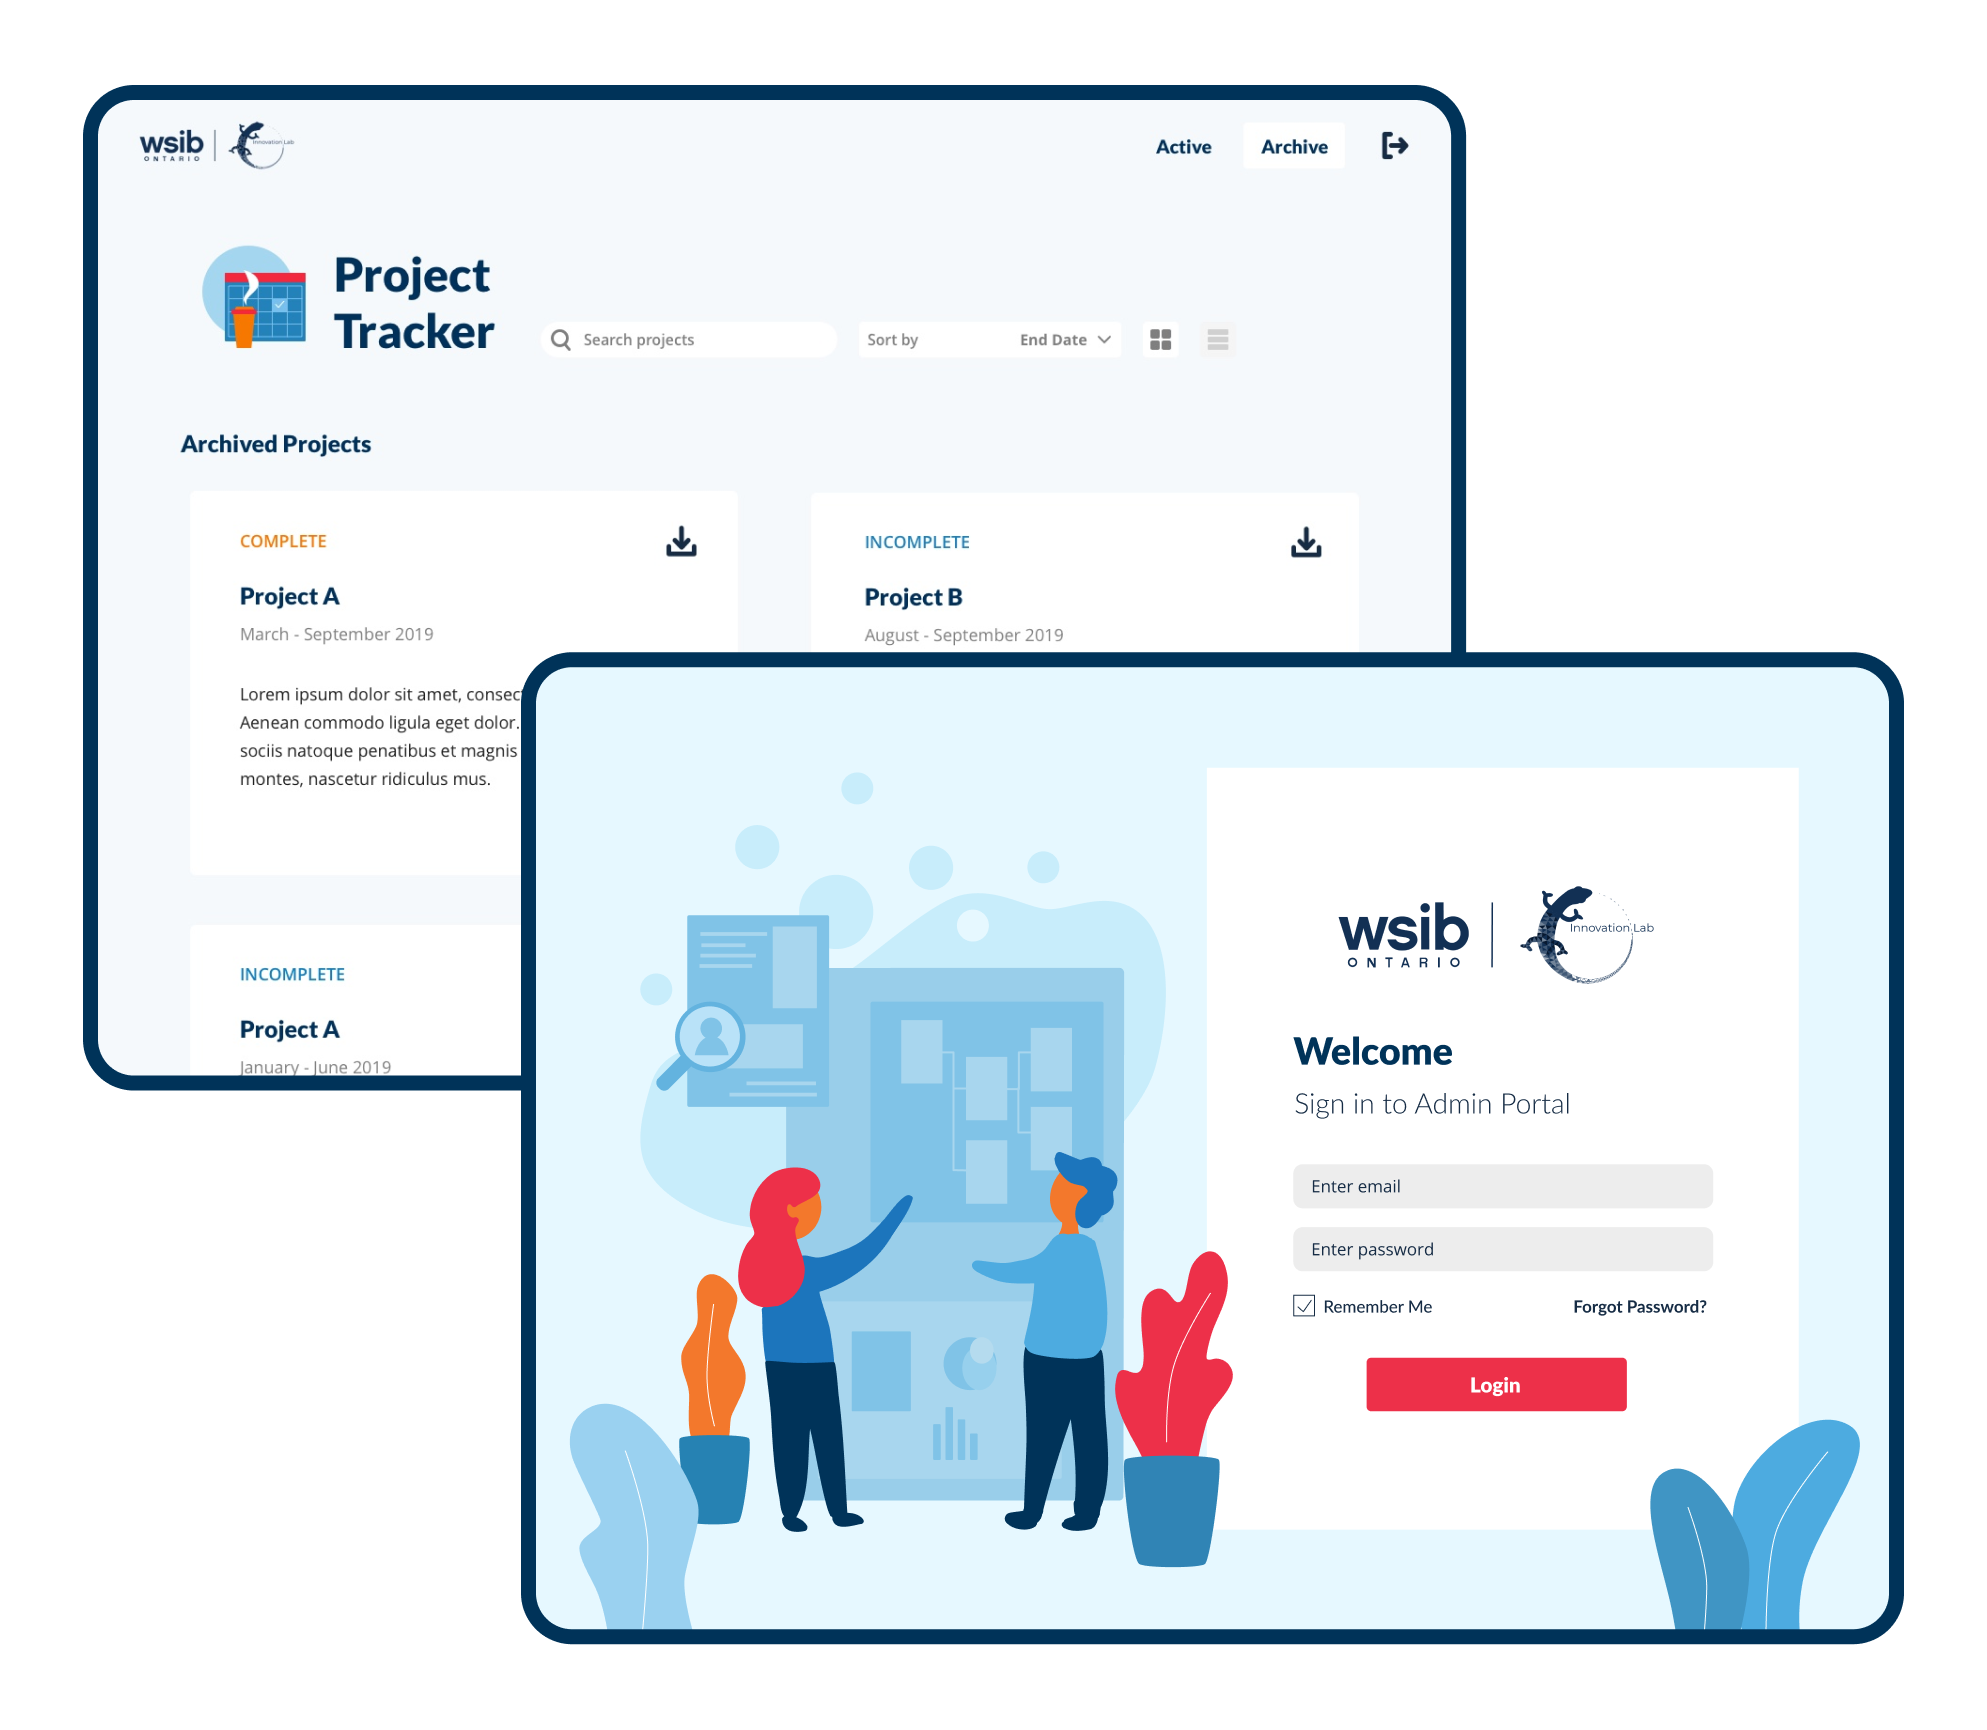 wsib
ONTARIO
Innovation Lab
Active
Archive
Project
Tracker
Search projects
Sort by
End Date
Archived Projects
COMPLETE
Project A
March - September 2019
Lorem ipsum dolor sit amet,
Aenean commodo ligula eget dolor.
sociis natoque penatibus et magnis
montes, nascetur ridiculus mus.
INCOMPLETE
Project B
August - September 2019
INCOMPLETE
Project A
January - June 2019
wsib
ONTARIO
Innovation Lab
Welcome
Sign in to Admin Portal
Enter email
Enter password
Remember Me
Forgot Password?
Login